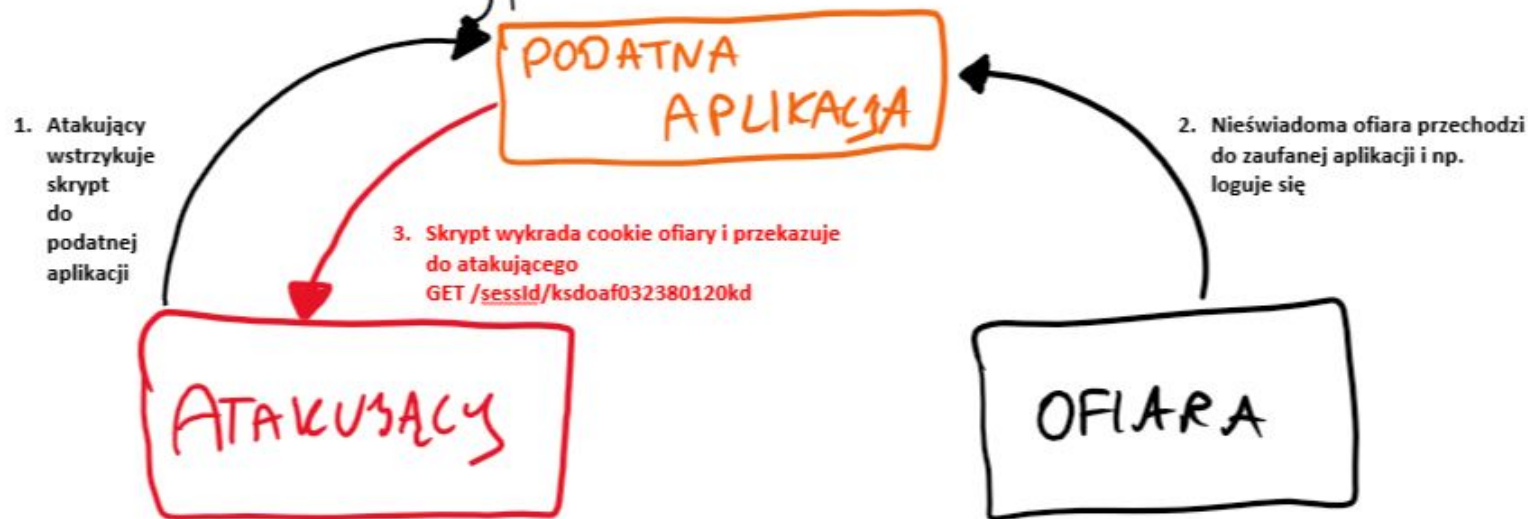 PODATNA
APLIKACJA
1. Atakujący
wstrzykuje
skrypt
do
podatnej
aplikacji
2. Nieświadoma ofiara przechodzi
do zaufanej aplikacji i np.
loguje się
3. Skrypt wykrada cookie ofiary i przekazuje
do atakującego
GET /sessId/ksdoaf032380120kd
ATAKUJĄCY
OFIARA